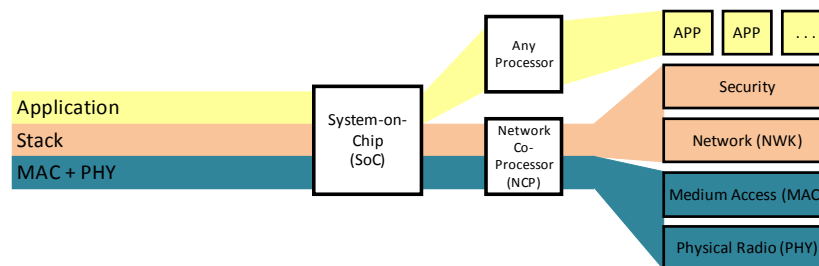 Application
Stack
MAC + PHY
System-on-
Chip
(SoC)
Any
Processor
Network
Co-
Processor
(NCP)
APP
APP
...
Security
Network (NWK)
Medium Access (MAC)
Physical Radio (PHY)